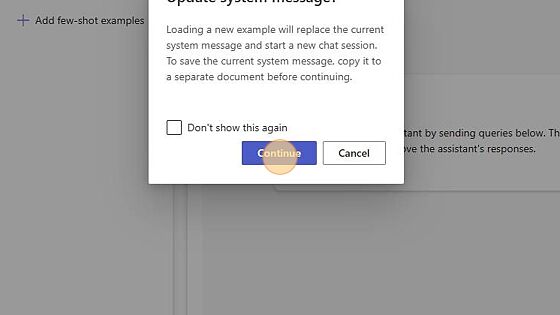 Update system message?
Add few-shot examples
Loading a new example will replace the current
system message and start a new chat session.
To save the current system message, copy it to
a separate document before continuing.
Don't show this again
Continue
Cancel
tant by sending queries below. Th
ve the assistant's responses.